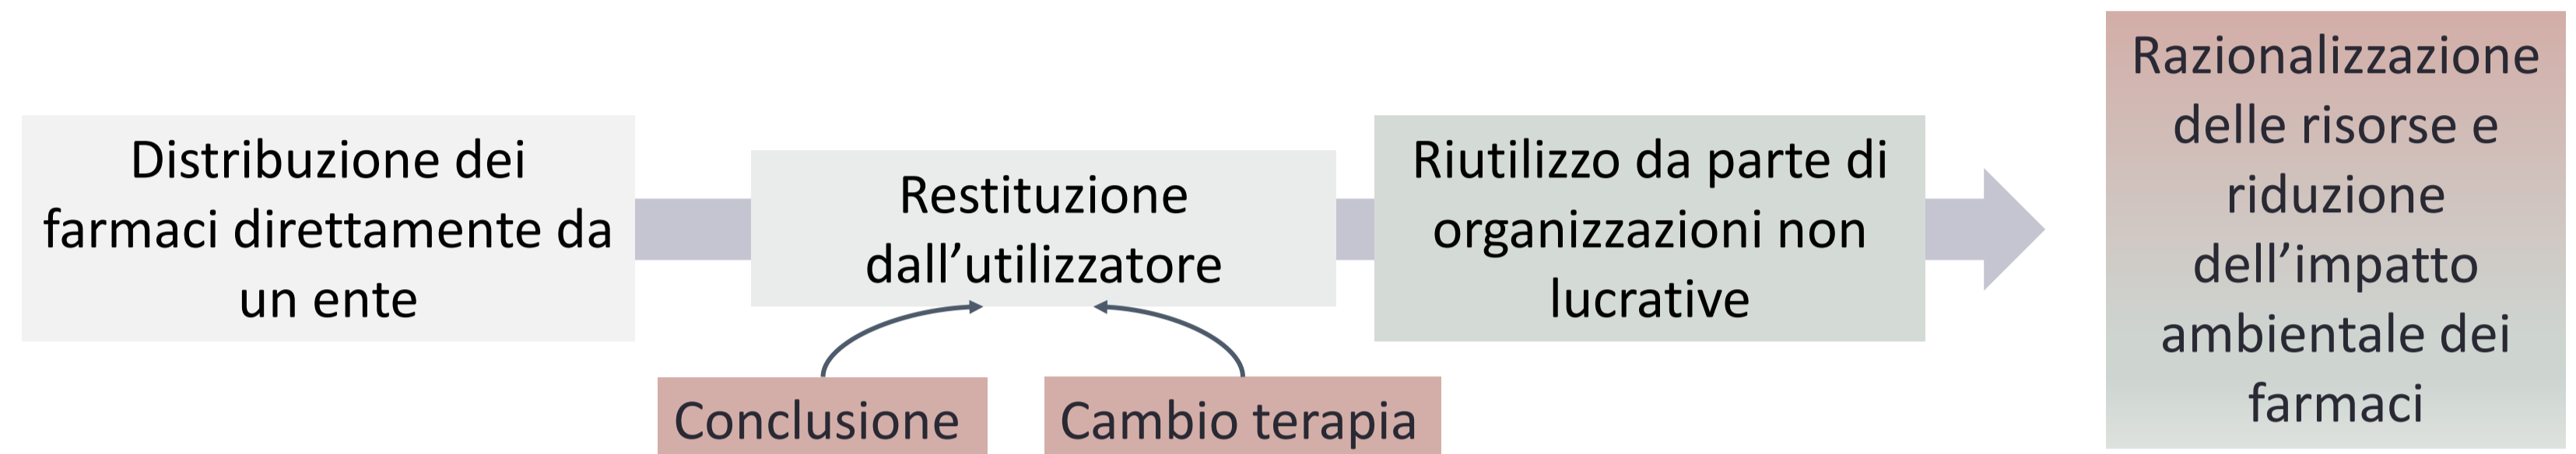 Distribuzione dei
farmaci direttamente da
un ente
Restituzione
dall’utilizzatore
Conclusione
Cambio terapia
Riutilizzo da parte di
organizzazioni non
lucrative
Razionalizzazione
delle risorse e
riduzione
dell’impatto
ambientale dei
farmaci